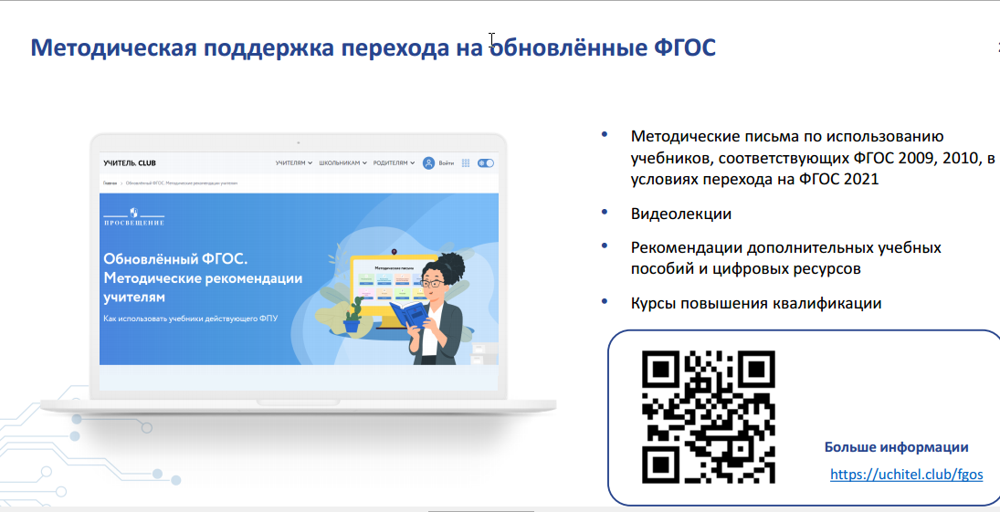 Методическая поддержка перехода на обновлённые ФГОС
УЧИТЕЛЬ. CLUB
УЧИТЕЛЯМ
ШКОЛЬНИКАМ
РОДИТЕЛЯМ
Войти
Главная
Обновлённый ФГОС. Методические рекомендации учителям
ПРОСВЕЩЕНИЕ
Обновлённый ФГОС.
Методические рекомендации
учителям
Как использовать учебники действующего ФПУ
Методические письма
• Методические письма по использованию
учебников, соответствующих ФГОС 2009, 2010, в
условиях перехода на ФГОС 2021
• Видеолекции
• Рекомендации дополнительных учебных
пособий и цифровых ресурсов
• Курсы повышения квалификации
Больше информации
https://uchitel.club/fgos